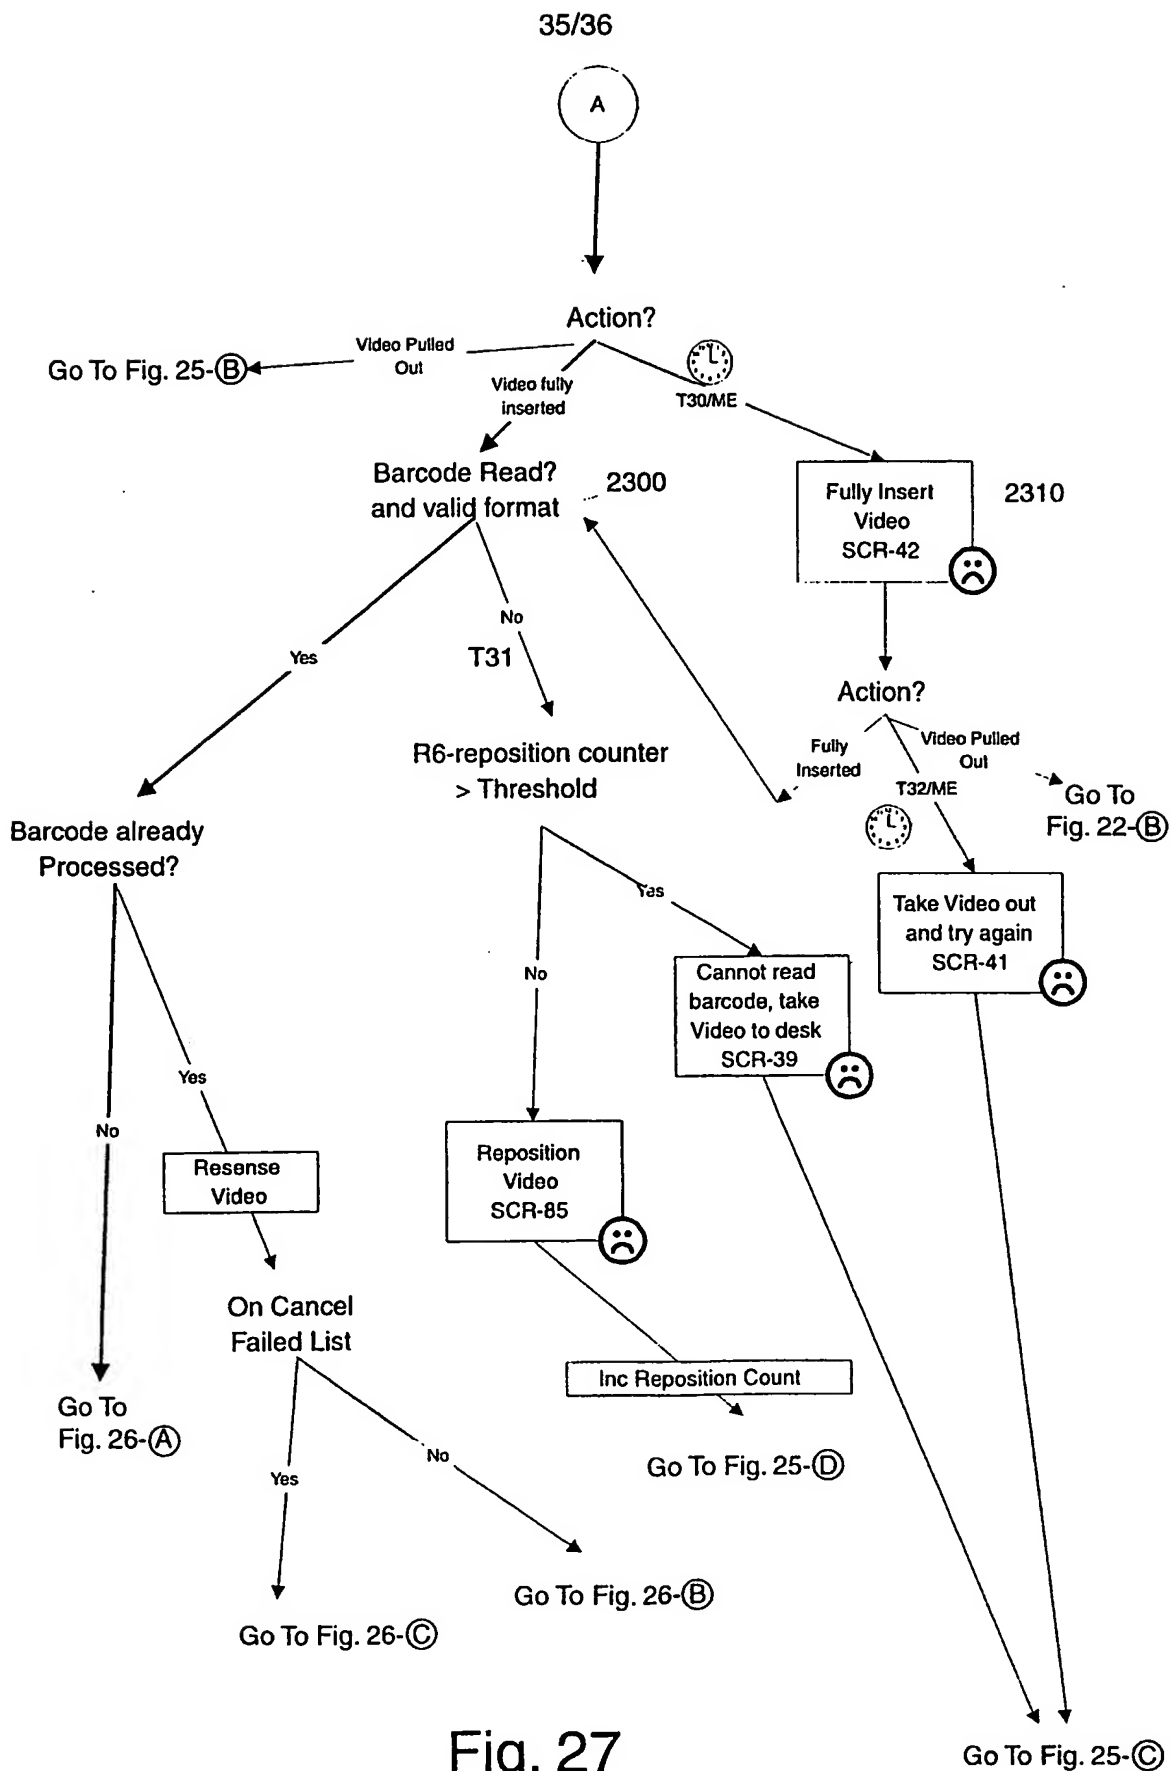 35/36
A
Action?
Video Pulled
Out
Go To Fig. 25-Ⓑ
Video fully
inserted
T30/ME
Barcode Read?
and valid format
2300
Fully Insert
Video
SCR-42
2310
No
T31
Yes
Action?
Fully
Inserted
Video Pulled
Out
T32/ME
Go To
Fig. 22-Ⓑ
R6-reposition counter
> Threshold
Barcode already
Processed?
Yes
No
Take Video out
and try again
SCR-41
Cannot read
barcode, take
Video to desk
SCR-39
Yes
No
Resense
Video
Reposition
Video
SCR-85
On Cancel
Failed List
Inc Reposition Count
Go To
Fig. 26-Ⓐ
Yes
No
Go To Fig. 25-Ⓓ
Go To Fig. 26-Ⓑ
Go To Fig. 26-Ⓒ
Fig. 27
Go To Fig. 25-Ⓒ